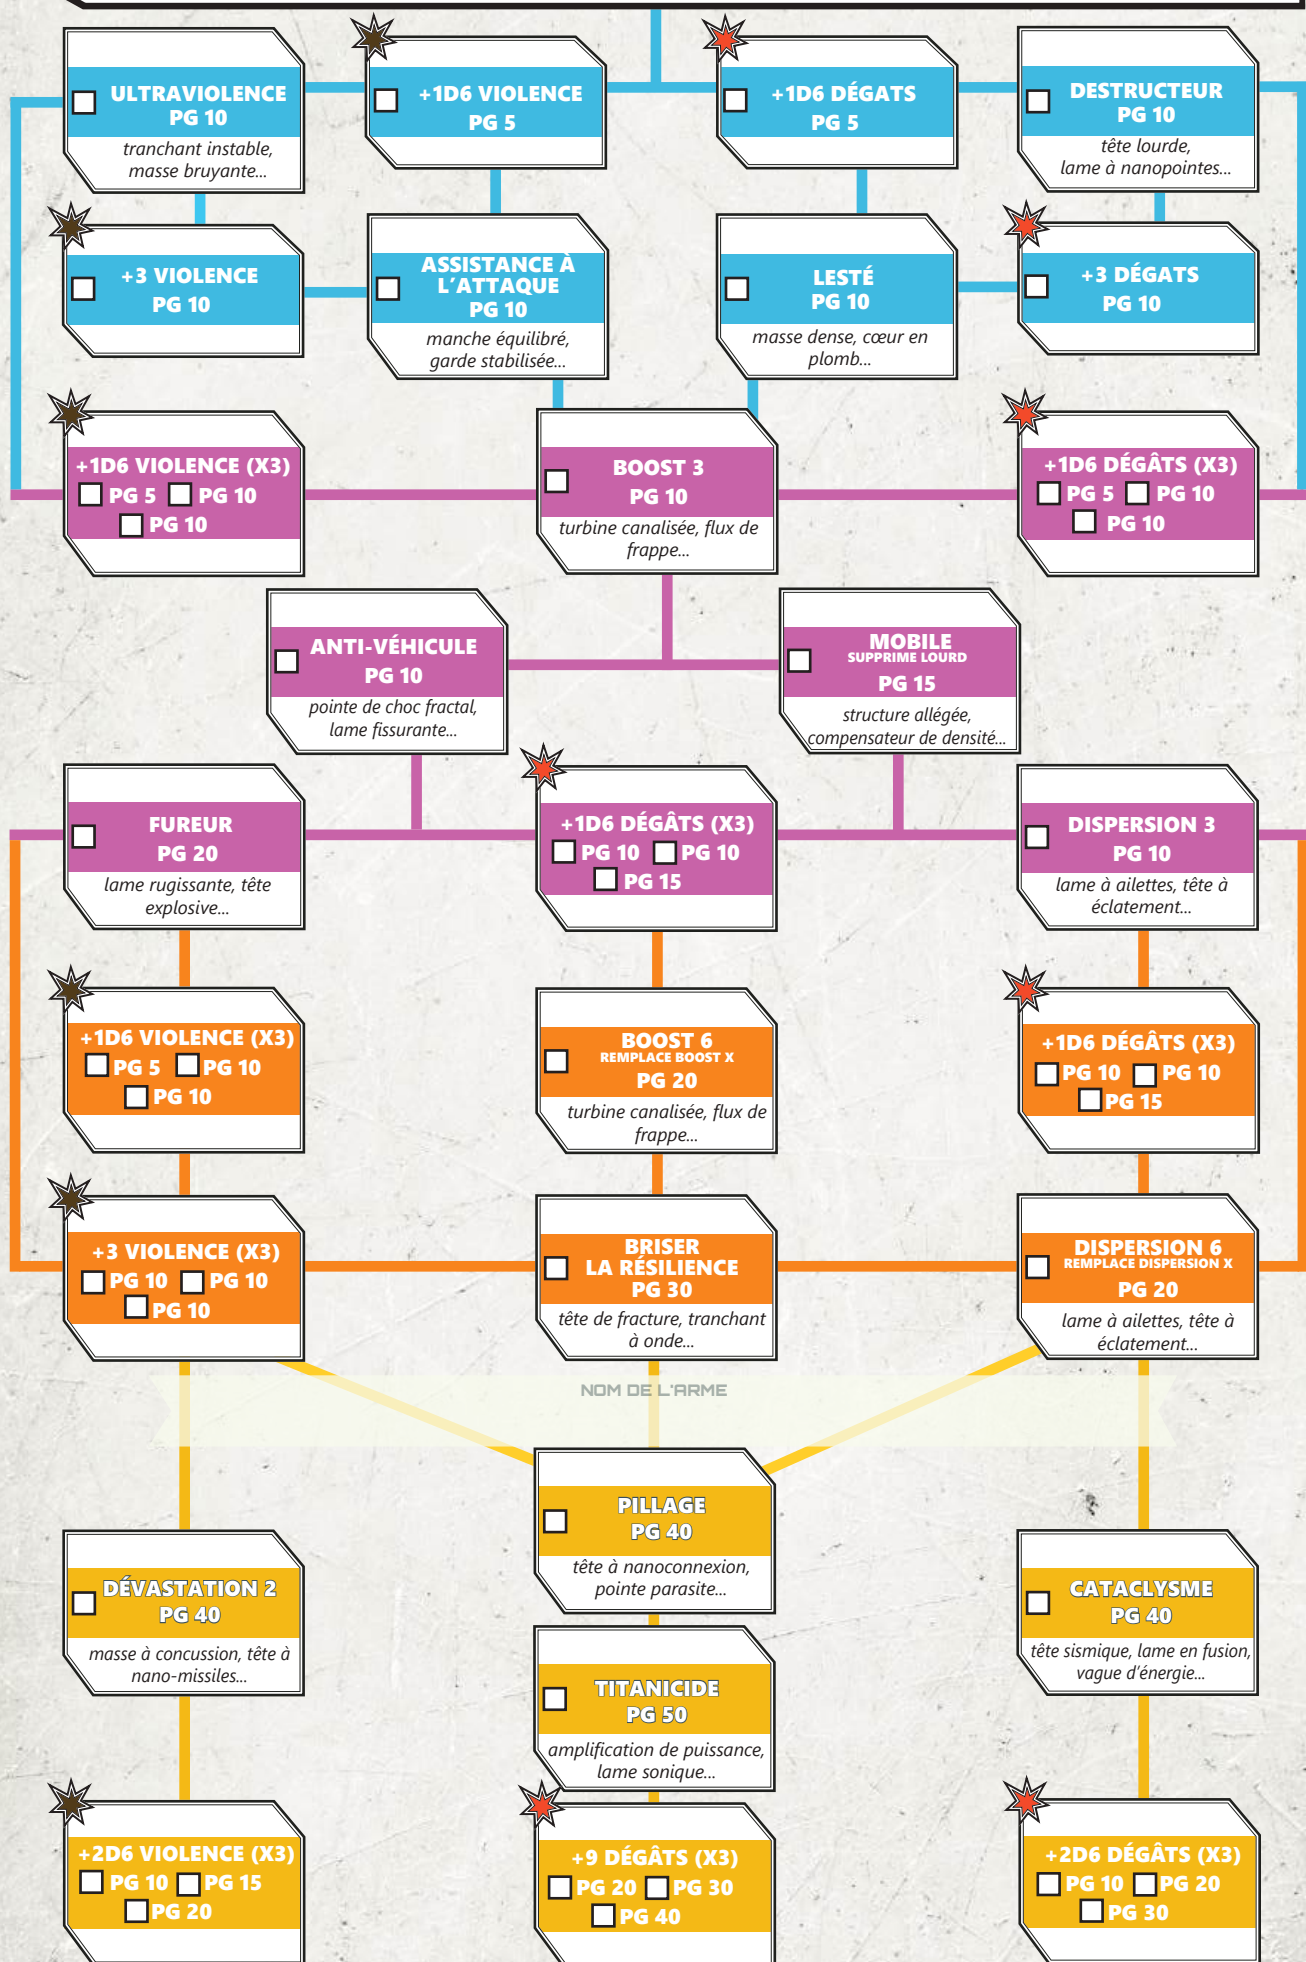 ULTRAVIOLENCE
PG 10
tranchant instable,
masse bruyante...
+1D6 VIOLENCE
PG 5
+1D6 DÉGATS
PG 5
DESTRUCTEUR
PG 10
tête lourde,
lame à nanopointes...
+3 VIOLENCE
PG 10
ASSISTANCE À
L'ATTAQUE
PG 10
manche équilibré,
garde stabilisée...
LESTÉ
PG 10
masse dense, cœur en
plomb...
+3 DÉGATS
PG 10
+1D6 VIOLENCE (X3)
PG 5 PG 10
PG 10
BOOST 3
PG 10
turbine canalisée, flux de
frappe...
+1D6 DÉGÂTS (X3)
PG 5 PG 10
PG 10
ANTI-VÉHICULE
PG 10
pointe de choc fractal,
lame fissurante...
MOBILE
SUPPRIME LOURD
PG 15
structure allégée,
compensateur de densité...
FUREUR
PG 20
lame rugissante, tête
explosive...
+1D6 DÉGÂTS (X3)
PG 10 PG 10
PG 15
DISPERSION 3
PG 10
lame à ailettes, tête à
éclatement...
+1D6 VIOLENCE (X3)
PG 5 PG 10
PG 10
BOOST 6
REMPLACE BOOST X
PG 20
turbine canalisée, flux de
frappe...
+1D6 DÉGÂTS (X3)
PG 10 PG 10
PG 15
+3 VIOLENCE (X3)
PG 10 PG 10
PG 10
BRISER
LA RÉSILIENCE
PG 30
tête de fracture, tranchant
à onde...
DISPERSION 6
REMPLACE DISPERSION X
PG 20
lame à ailettes, tête à
éclatement...
NOM DE L'ARME
PILLAGE
PG 40
tête à nanoconnexion,
pointe parasite...
DÉVASTATION 2
PG 40
masse à concussion, tête à
nano-missiles...
CATACLYSME
PG 40
tête sismique, lame en fusion,
vague d'énergie...
TITANICIDE
PG 50
amplification de puissance,
lame sonique...
+2D6 VIOLENCE (X3)
PG 10 PG 15
PG 20
+9 DÉGÂTS (X3)
PG 20 PG 30
PG 40
+2D6 DÉGÂTS (X3)
PG 10 PG 20
PG 30